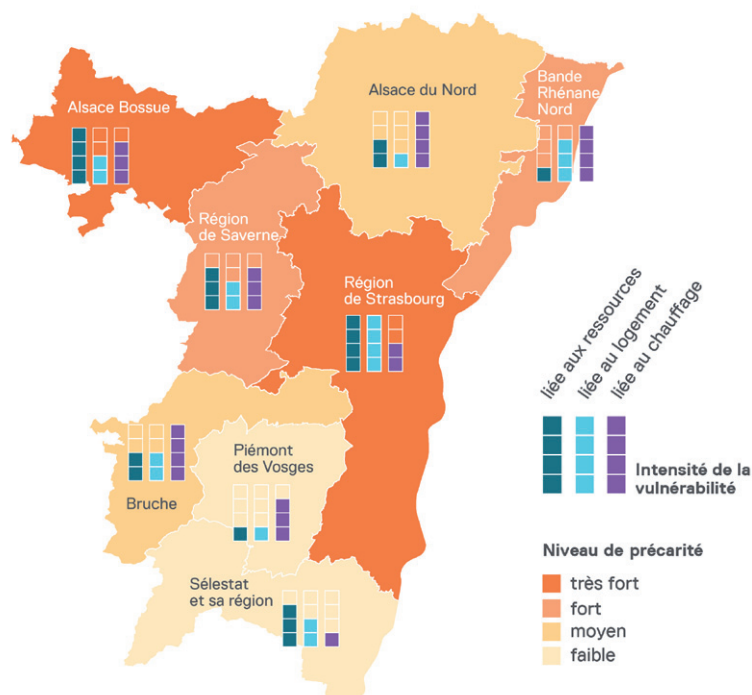 Alsace Bossue
Alsace du Nord
Bande
Rhénane
Nord
Région
de Saverne
Région
de Strasbourg
liée aux ressources
liée au logement
liée au chauffage
Intensité de la
vulnérabilité
Bruche
Piémont
des Vosges
Sélestat
et sa région
Niveau de précarité
très fort
fort
moyen
faible